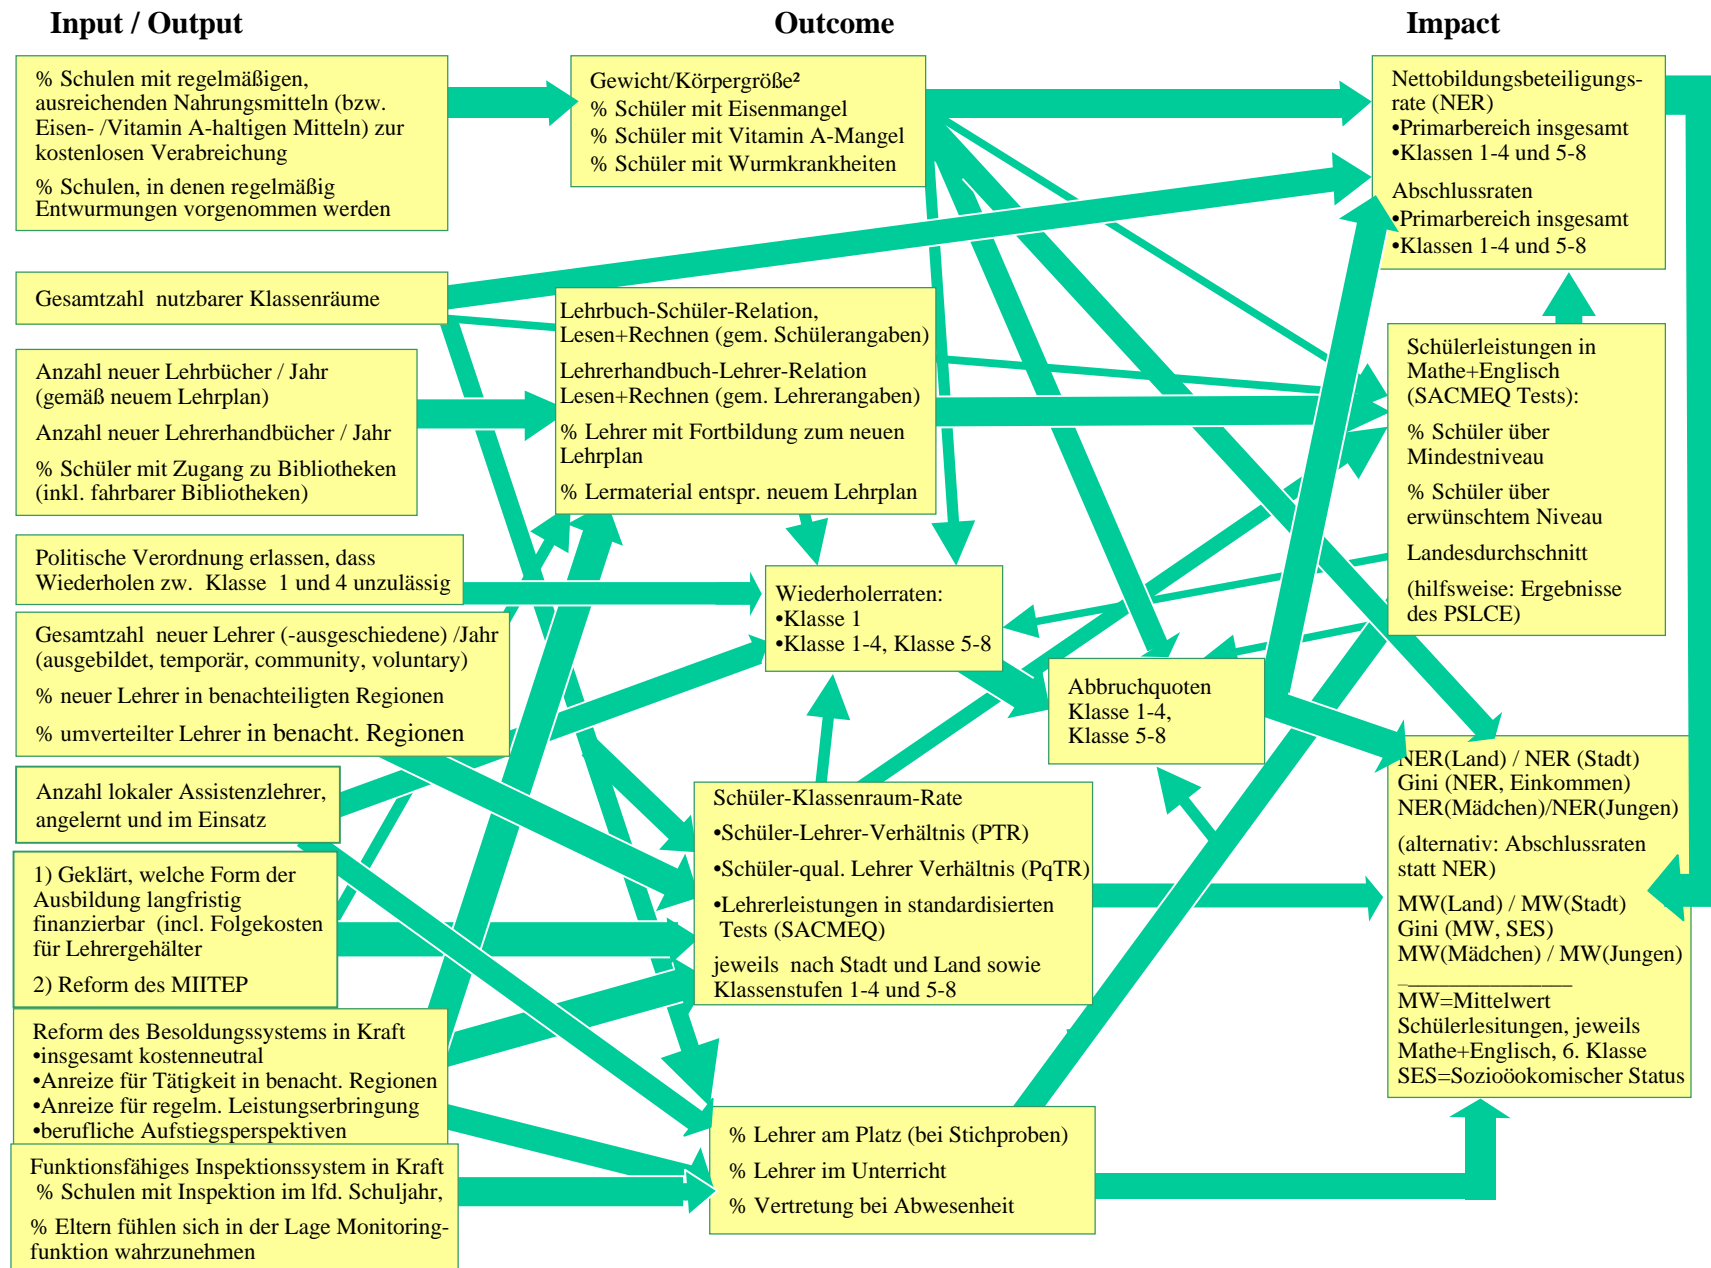 Input / Output
Outcome
Impact
% Schulen mit regelmäßigen,
ausreichenden Nahrungsmitteln (bzw.
Eisen- /Vitamin A-haltigen Mitteln) zur
kostenlosen Verabreichung
% Schulen, in denen regelmäßig
Entwurmungen vorgenommen werden
Gesamtzahl nutzbarer Klassenräume
Anzahl neuer Lehrbücher / Jahr
(gemäß neuem Lehrplan)
Anzahl neuer Lehrerhandbücher / Jahr
% Schüler mit Zugang zu Bibliotheken
(inkl. fahrbarer Bibliotheken)
Politische Verordnung erlassen, dass
Wiederholen zw. Klasse 1 und 4 unzulässig
Gesamtzahl neuer Lehrer (-ausgeschiedene) /Jahr
(ausgebildet, temporär, community, voluntary)
% neuer Lehrer in benachteiligten Regionen
% umverteilter Lehrer in benacht. Regionen
Anzahl lokaler Assistenzlehrer,
angelernt und im Einsatz
1) Geklärt, welche Form der
Ausbildung langfristig
finanzierbar (incl. Folgekosten
für Lehrergehälter
2) Reform des MIITEP
Reform des Besoldungssystems in Kraft
•insgesamt kostenneutral
•Anreize für Tätigkeit in benacht. Regionen
•Anreize für regelm. Leistungserbringung
•berufliche Aufstiegsperspektiven
Funktionsfähiges Inspektionssystem in Kraft
% Schulen mit Inspektion im lfd. Schuljahr,
% Eltern fühlen sich in der Lage Monitoring-
funktion wahrzunehmen
Gewicht/Körpergröße²
% Schüler mit Eisenmangel
% Schüler mit Vitamin A-Mangel
% Schüler mit Wurmkrankheiten
Lehrbuch-Schüler-Relation,
Lesen+Rechnen (gem. Schülerangaben)
Lehrerhandbuch-Lehrer-Relation
Lesen+Rechnen (gem. Lehrerangaben)
% Lehrer mit Fortbildung zum neuen
Lehrplan
% Lermaterial entspr. neuem Lehrplan
Wiederholerraten:
•Klasse 1
•Klasse 1-4, Klasse 5-8
Abbruchquoten
Klasse 1-4,
Klasse 5-8
Schüler-Klassenraum-Rate
•Schüler-Lehrer-Verhältnis (PTR)
•Schüler-qual. Lehrer Verhältnis (PqTR)
•Lehrerleistungen in standardisierten
Tests (SACMEQ)
jeweils nach Stadt und Land sowie
Klassenstufen 1-4 und 5-8
% Lehrer am Platz (bei Stichproben)
% Lehrer im Unterricht
% Vertretung bei Abwesenheit
Nettobildungsbeteiligungs-
rate (NER)
•Primarbereich insgesamt
•Klassen 1-4 und 5-8
Abschlussraten
•Primarbereich insgesamt
•Klassen 1-4 und 5-8
Schülerleistungen in
Mathe+Englisch
(SACMEQ Tests):
% Schüler über
Mindestniveau
% Schüler über
erwünschtem Niveau
Landesdurchschnitt
(hilfsweise: Ergebnisse
des PSLCE)
NER(Land) / NER (Stadt)
Gini (NER, Einkommen)
NER(Mädchen)/NER(Jungen)
(alternativ: Abschlussraten
statt NER)
MW(Land) / MW(Stadt)
Gini (MW, SES)
MW(Mädchen) / MW(Jungen)
MW=Mittelwert
Schülerlesitungen, jeweils
Mathe+Englisch, 6. Klasse
SES=Sozioöokomischer Status